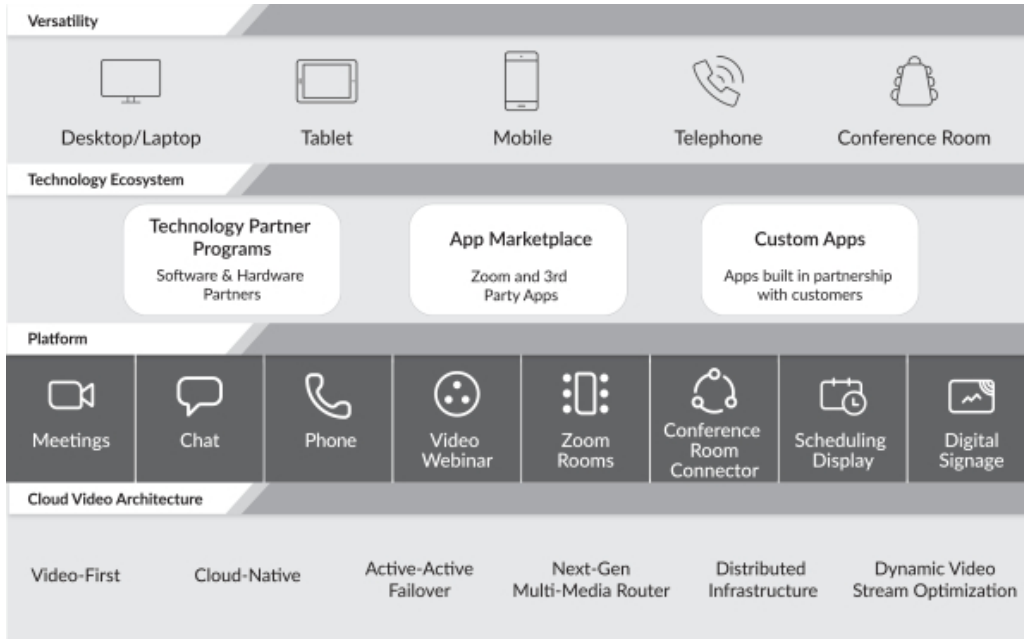 Versatility
Desktop/Laptop
Tablet
Mobile
Telephone
Conference Room
Technology Ecosystem
Technology Partner
Programs
Software & Hardware
Partners
App Marketplace
Zoom and 3rd
Party Apps
Custom Apps
Apps built in partnership
with customers
Platform
Meetings
Chat
Phone
Video
Webinar
Zoom
Rooms
Conference
Room
Connector
Scheduling
Display
Digital
Signage
Cloud Video Architecture
Video-First
Cloud-Native
Active-Active
Failover
Next-Gen
Multi-Media Router
Distributed
Infrastructure
Dynamic Video
Stream Optimization